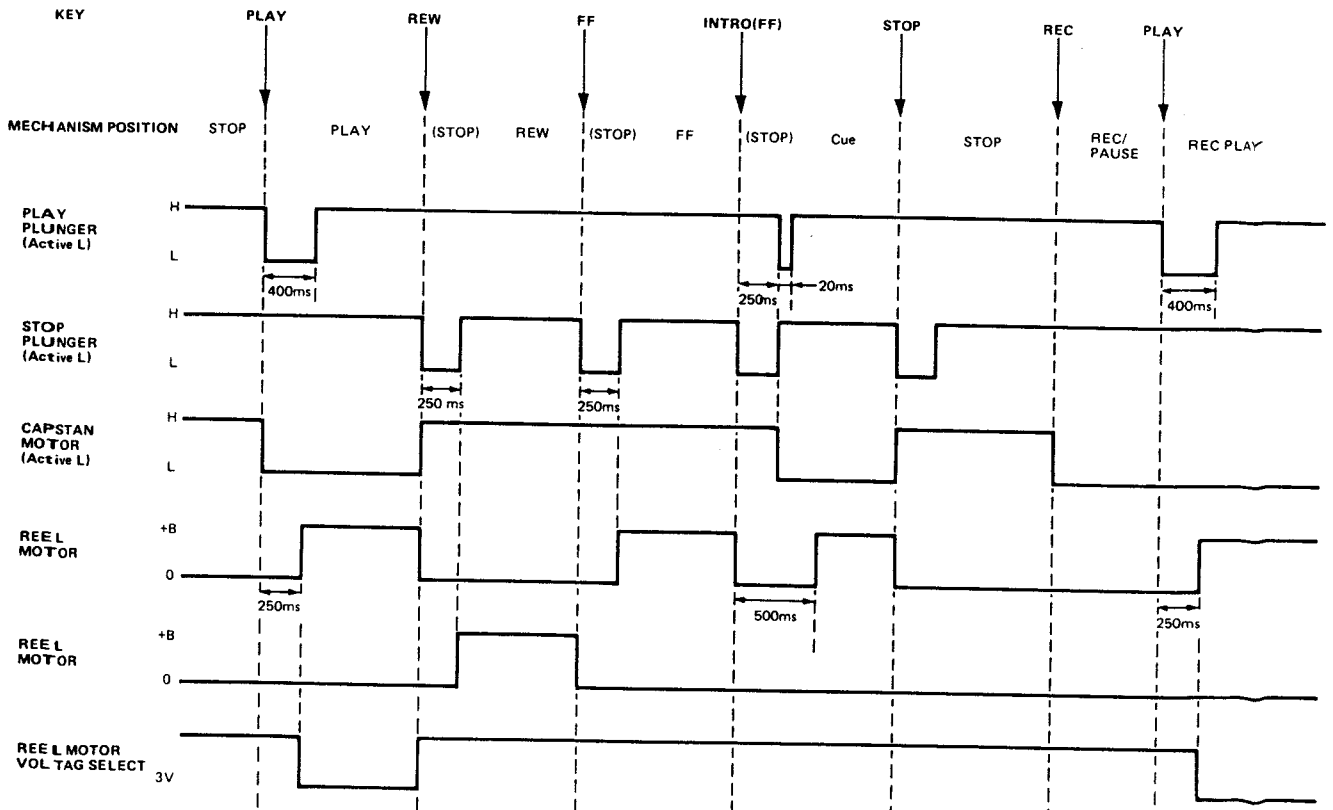 KEY PLAY REW FF INTRO(FF) STOP REC PLAY
MECHANISM POSITION STOP PLAY (STOP) REW (STOP) FF (STOP) Cue STOP REC/ PAUSE REC PLAY
PLAY
PLUNGER
(Active L)
H
L
400ms
250ns
20ms
400ms
STOP
PLUNGER
(Active L)
H
L
250 ms
250ms
CAPSTAN
MOTOR
(Active L)
H
L
REEL
MOTOR
+B
0
250ms
500ms
250ms
REEL
MOTOR
+B
0
REEL MOTOR
VOLTAG SELECT
3V